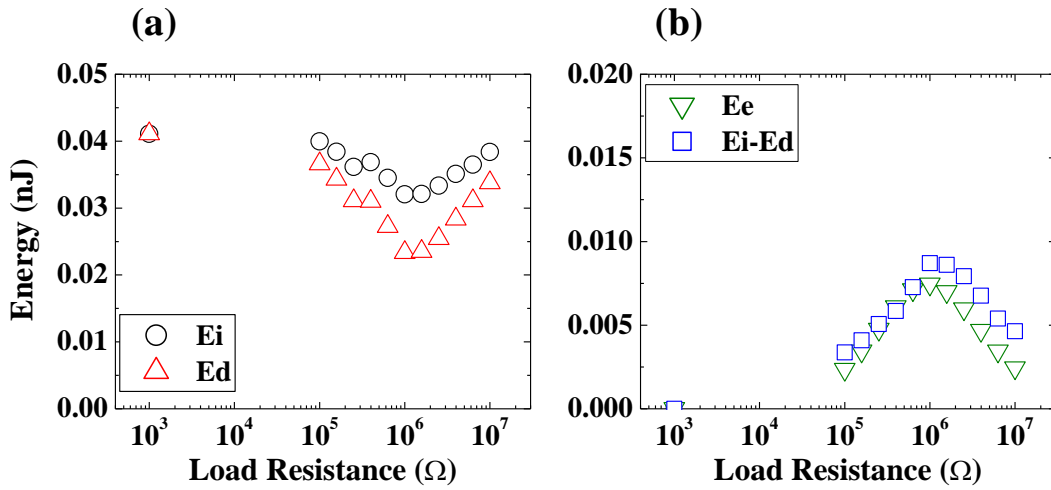 (a)
Energy (nJ)
0.05
0.04
0.03
0.02
0.01
0.00
Ei
Ed
10³ 10⁴ 10⁵ 10⁶ 10⁷
Load Resistance (Ω)
(b)
0.020
0.015
0.010
0.005
0.000
Ee
Ei-Ed
10³ 10⁴ 10⁵ 10⁶ 10⁷
Load Resistance (Ω)